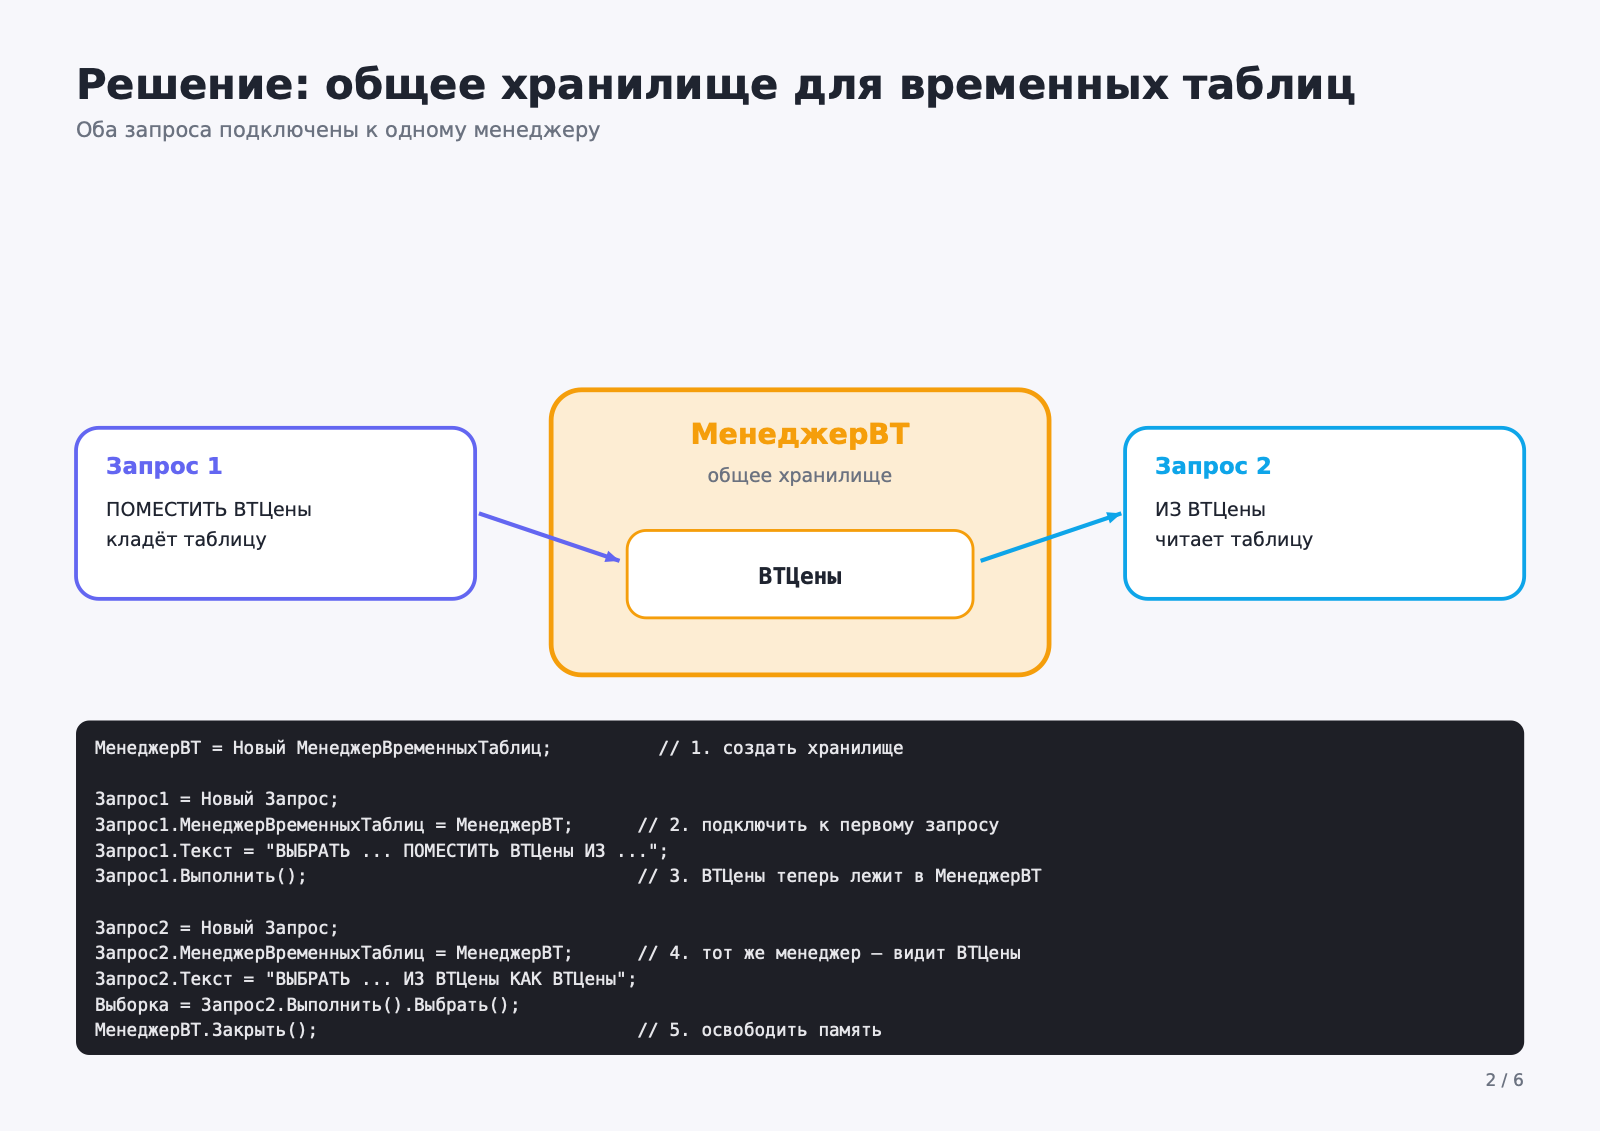 Решение: общее хранилище для временных таблиц
Оба запроса подключены к одному менеджеру
Запрос 1
ПОМЕСТИТЬ ВТЦены
кладёт таблицу
МенеджерВТ
общее хранилище
ВТЦены
Запрос 2
ИЗ ВТЦены
читает таблицу
МенеджерВТ = Новый МенеджерВременныхТаблиц;          // 1. создать хранилище
Запрос1 = Новый Запрос;
Запрос1.МенеджерВременныхТаблиц = МенеджерВТ;      // 2. подключить к первому запросу
Запрос1.Текст = "ВЫБРАТЬ ... ПОМЕСТИТЬ ВТЦены ИЗ ...";
Запрос1.Выполнить();                               // 3. ВТЦены теперь лежит в МенеджерВТ
Запрос2 = Новый Запрос;
Запрос2.МенеджерВременныхТаблиц = МенеджерВТ;      // 4. тот же менеджер — видит ВТЦены
Запрос2.Текст = "ВЫБРАТЬ ... ИЗ ВТЦены КАК ВТЦены";
Выборка = Запрос2.Выполнить().Выбрать();
МенеджерВТ.Закрыть();                              // 5. освободить память
2 / 6